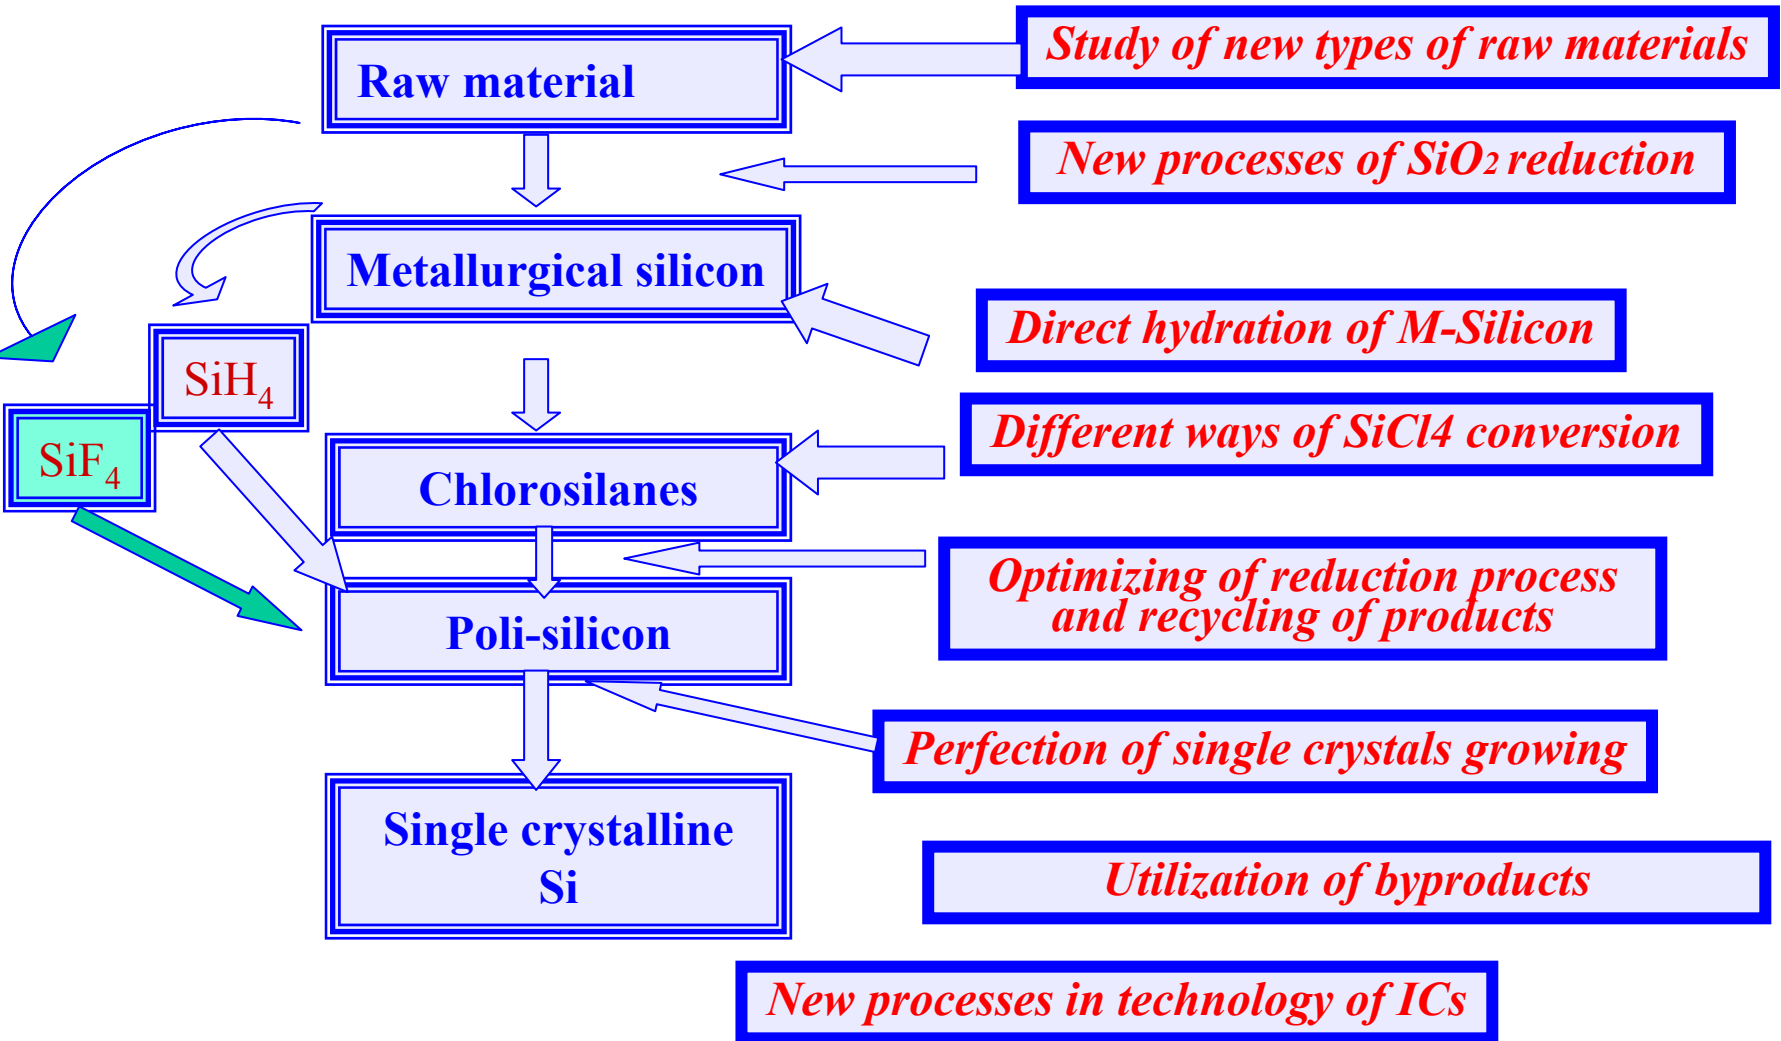 Study of new types of raw materials
Raw material
New processes of SiO2 reduction
Metallurgical silicon
Direct hydration of M-Silicon
SiH4
Different ways of SiCl4 conversion
SiF4
Chlorosilanes
Optimizing of reduction process
and recycling of products
Poli-silicon
Perfection of single crystals growing
Single crystalline
Si
Utilization of byproducts
New processes in technology of ICs